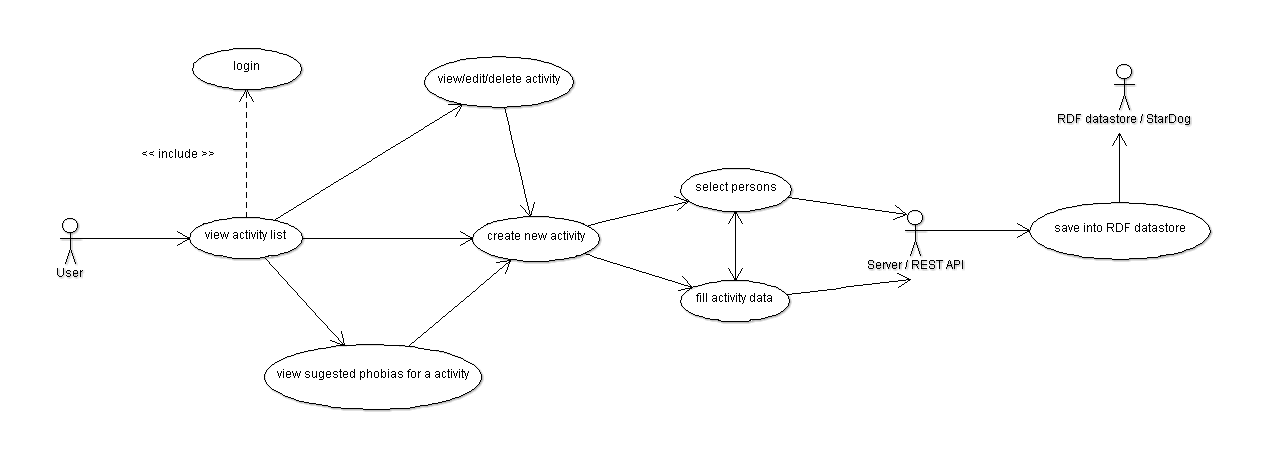 login
view/edit/delete activity
RDF datastore / StarDog
<< include >>
select persons
view activity list
create new activity
save into RDF datastore
User
Server / REST API
fill activity data
view sugested phobias for a activity